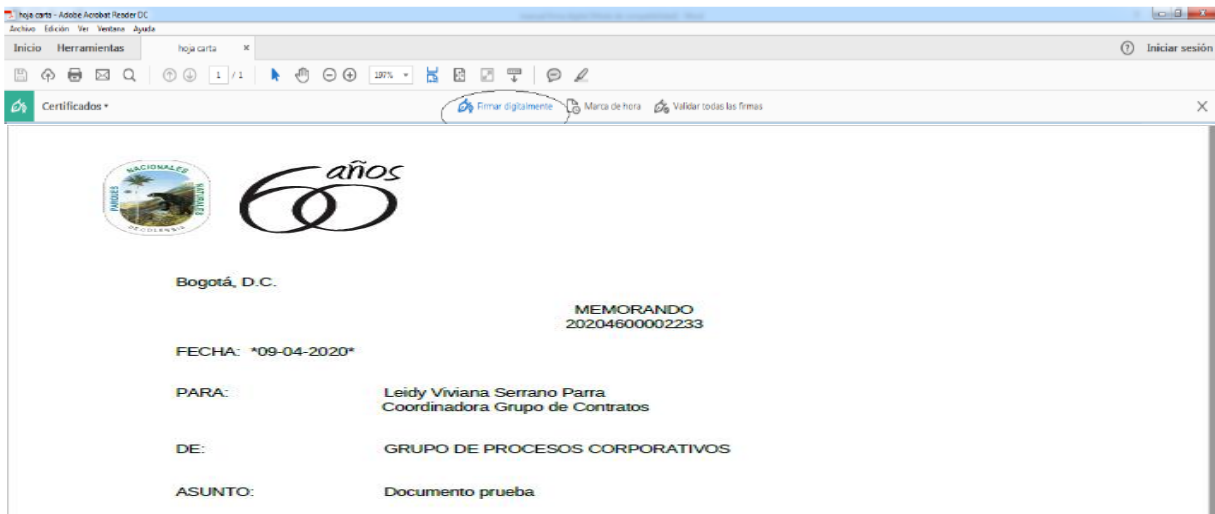 hoja carta - Adobe Acrobat Reader DC
Archivo Edición Ver Ventana Ayuda
Inicio Herramientas hoja carta × Iniciar sesión
1 / 1 197%
Certificados Firmar digitalmente Marca de hora Validar todas las firmas
PARQUES NACIONALES NATURALES
DE COLOMBIA
60 años
Bogotá, D.C.
MEMORANDO
20204600002233
FECHA: *09-04-2020*
PARA: Leidy Viviana Serrano Parra
Coordinadora Grupo de Contratos
DE: GRUPO DE PROCESOS CORPORATIVOS
ASUNTO: Documento prueba